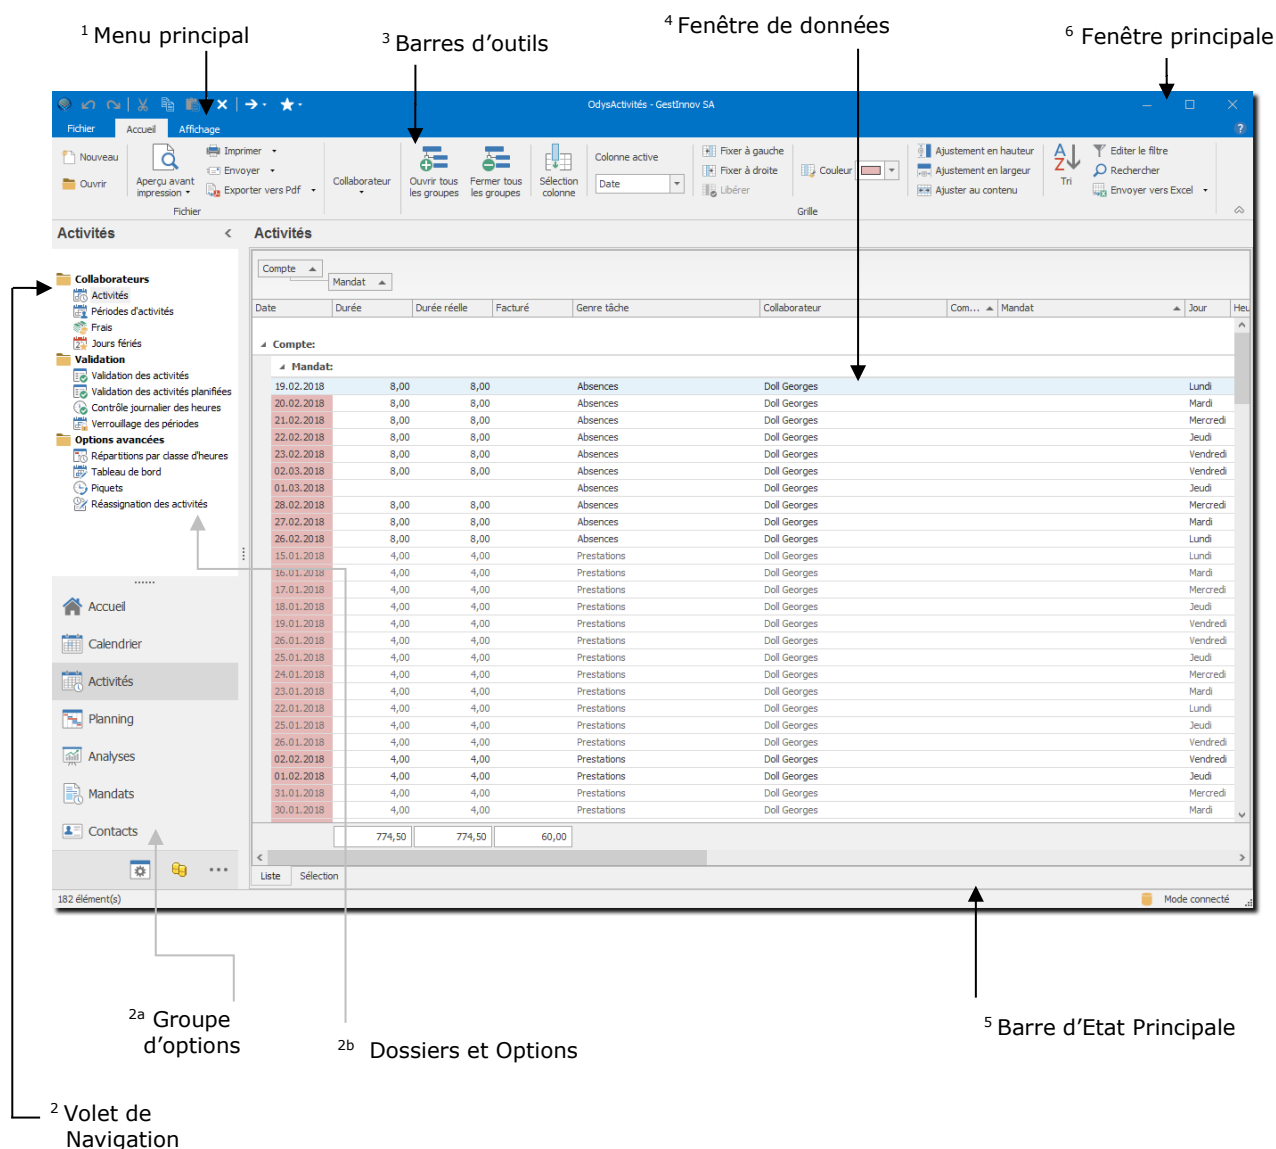 1 Menu principal
3 Barres d’outils
4 Fenêtre de données
6 Fenêtre principale
OdysActivités - GestInnov SA
Fichier Accueil Affichage
Nouveau
Ouvrir
Aperçu avant impression
Imprimer
Envoyer
Exporter vers Pdf
Fichier
Collaborateur
Ouvrir tous les groupes
Fermer tous les groupes
Sélection colonne
Colonne active
Date
Fixer à gauche
Fixer à droite
Libérer
Couleur
Ajustement en hauteur
Ajustement en largeur
Ajuster au contenu
Tri
Editer le filtre
Rechercher
Envoyer vers Excel
Grille
Activités
Collaborateurs
Activités
Périodes d'activités
Frais
Jours fériés
Validation
Validation des activités
Validation des activités planifiées
Contrôle journalier des heures
Verrouillage des périodes
Options avancées
Répartitions par classe d'heures
Tableau de bord
Piquets
Réassignation des activités
Accueil
Calendrier
Activités
Planning
Analyses
Mandats
Contacts
Activités
Compte
Mandat
Date Durée Durée réelle Facturé Genre tâche Collaborateur Com... Mandat Jour Heu
Compte:
Mandat:
19.02.2018 8,00 8,00 Absences Doll Georges Lundi
20.02.2018 8,00 8,00 Absences Doll Georges Mardi
21.02.2018 8,00 8,00 Absences Doll Georges Mercredi
22.02.2018 8,00 8,00 Absences Doll Georges Jeudi
23.02.2018 8,00 8,00 Absences Doll Georges Vendredi
02.03.2018 8,00 8,00 Absences Doll Georges Vendredi
01.03.2018 Absences Doll Georges Jeudi
28.02.2018 8,00 8,00 Absences Doll Georges Mercredi
27.02.2018 8,00 8,00 Absences Doll Georges Mardi
26.02.2018 8,00 8,00 Absences Doll Georges Lundi
15.01.2018 4,00 4,00 Prestations Doll Georges Lundi
16.01.2018 4,00 4,00 Prestations Doll Georges Mardi
17.01.2018 4,00 4,00 Prestations Doll Georges Mercredi
18.01.2018 4,00 4,00 Prestations Doll Georges Jeudi
19.01.2018 4,00 4,00 Prestations Doll Georges Vendredi
26.01.2018 4,00 4,00 Prestations Doll Georges Vendredi
25.01.2018 4,00 4,00 Prestations Doll Georges Jeudi
24.01.2018 4,00 4,00 Prestations Doll Georges Mercredi
23.01.2018 4,00 4,00 Prestations Doll Georges Mardi
22.01.2018 4,00 4,00 Prestations Doll Georges Lundi
25.01.2018 4,00 4,00 Prestations Doll Georges Jeudi
26.01.2018 4,00 4,00 Prestations Doll Georges Vendredi
02.02.2018 4,00 4,00 Prestations Doll Georges Vendredi
01.02.2018 4,00 4,00 Prestations Doll Georges Jeudi
31.01.2018 4,00 4,00 Prestations Doll Georges Mercredi
30.01.2018 4,00 4,00 Prestations Doll Georges Mardi
774,50 774,50 60,00
Liste Sélection
182 élément(s)
Mode connecté
2a Groupe
d’options
2b Dossiers et Options
5 Barre d’Etat Principale
2 Volet de
Navigation